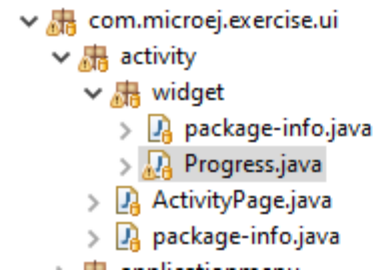 com.microej.exercise.ui
activity
widget
package-info.java
Progress.java
ActivityPage.java
package-info.java